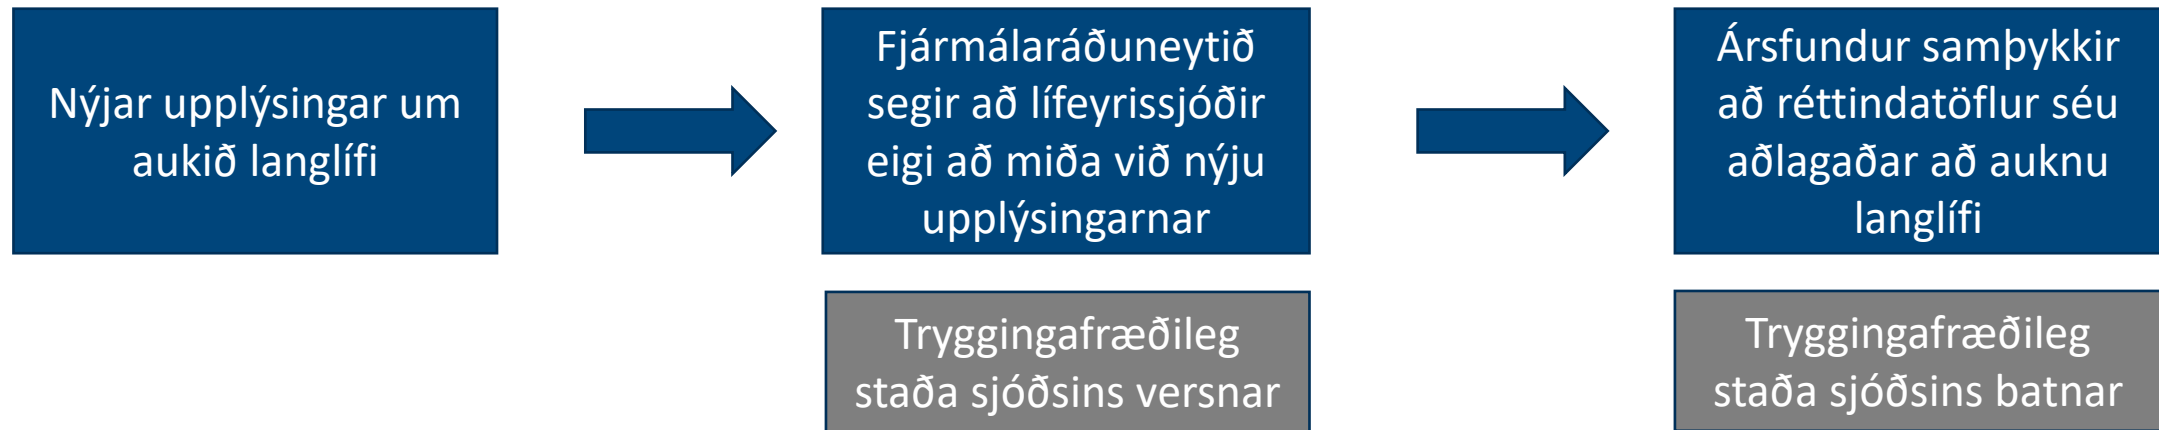 Nýjar upplýsingar um
aukið langlífi
Fjármálaráðuneytið
segir að lífeyrissjóðir
eigi að miða við nýju
upplýsingarnar
Tryggingafræðileg
staða sjóðsins versnar
Ársfundur samþykkir
að réttindatöflur séu
aðlagaðar að auknu
langlífi
Tryggingafræðileg
staða sjóðsins batnar